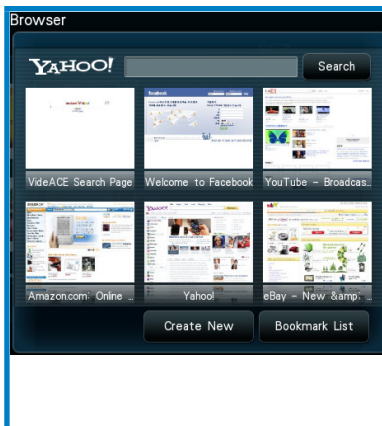 Browser
YAHOO! Search
VideACE Search Page Welcome to Facebook YouTube - Broadcas...
Amazon.com: Online ... Yahoo! eBay - New &amp; ...
Create New Bookmark List